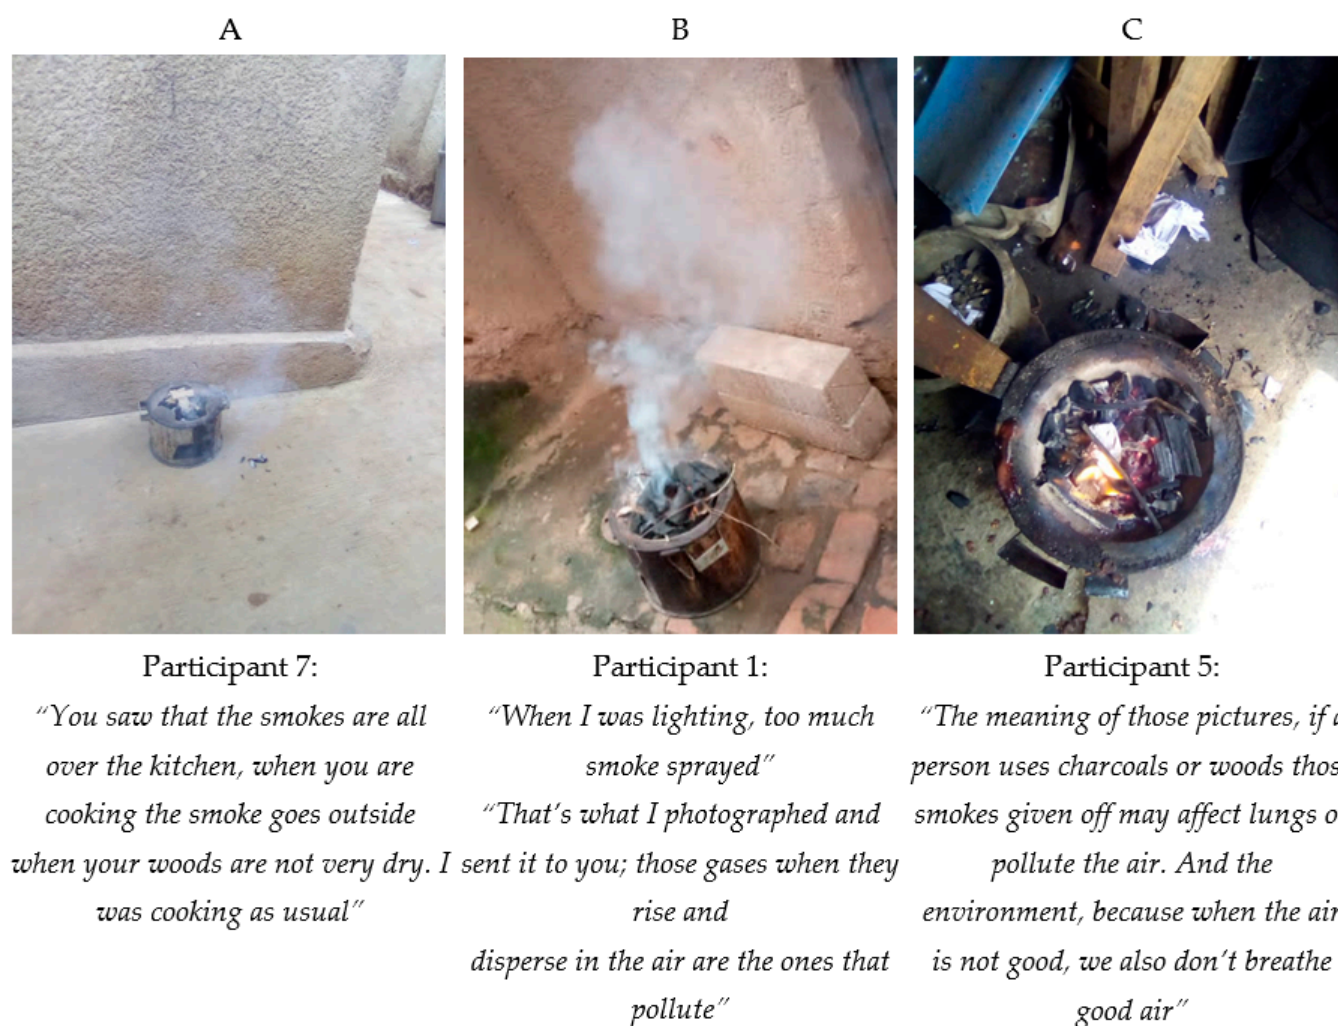 A
Participant 7:
“You saw that the smokes are all
over the kitchen, when you are
cooking the smoke goes outside
when your woods are not very dry. I
was cooking as usual”
B
Participant 1:
“When I was lighting, too much
smoke sprayed”
“That’s what I photographed and
sent it to you; those gases when they
rise and
disperse in the air are the ones that
pollute”
C
Participant 5:
“The meaning of those pictures, if
person uses charcoals or woods thos
smokes given off may affect lungs o
pollute the air. And the
environment, because when the air
is not good, we also don’t breathe
good air”